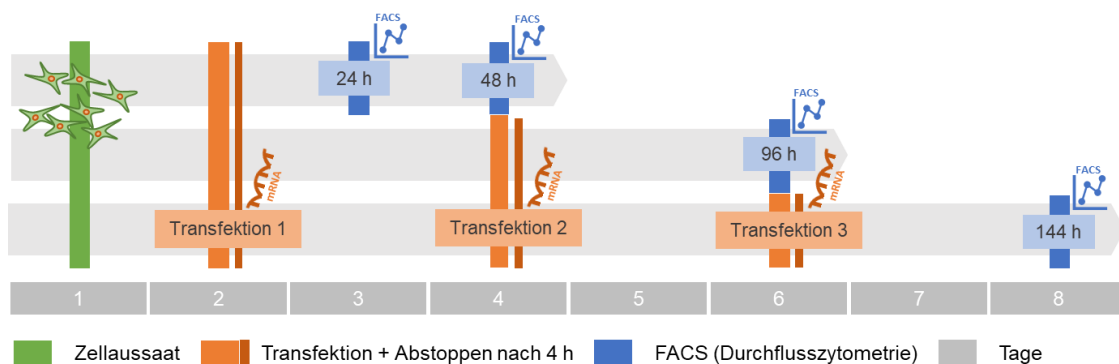 FACS
FACS
24 h
48 h
FACS
96 h
mRNA
mRNA
mRNA
FACS
Transfektion 1
Transfektion 2
Transfektion 3
144 h
1 2 3 4 5 6 7 8
Zellaussaat Transfektion + Abstoppen nach 4 h FACS (Durchflusszytometrie) Tage